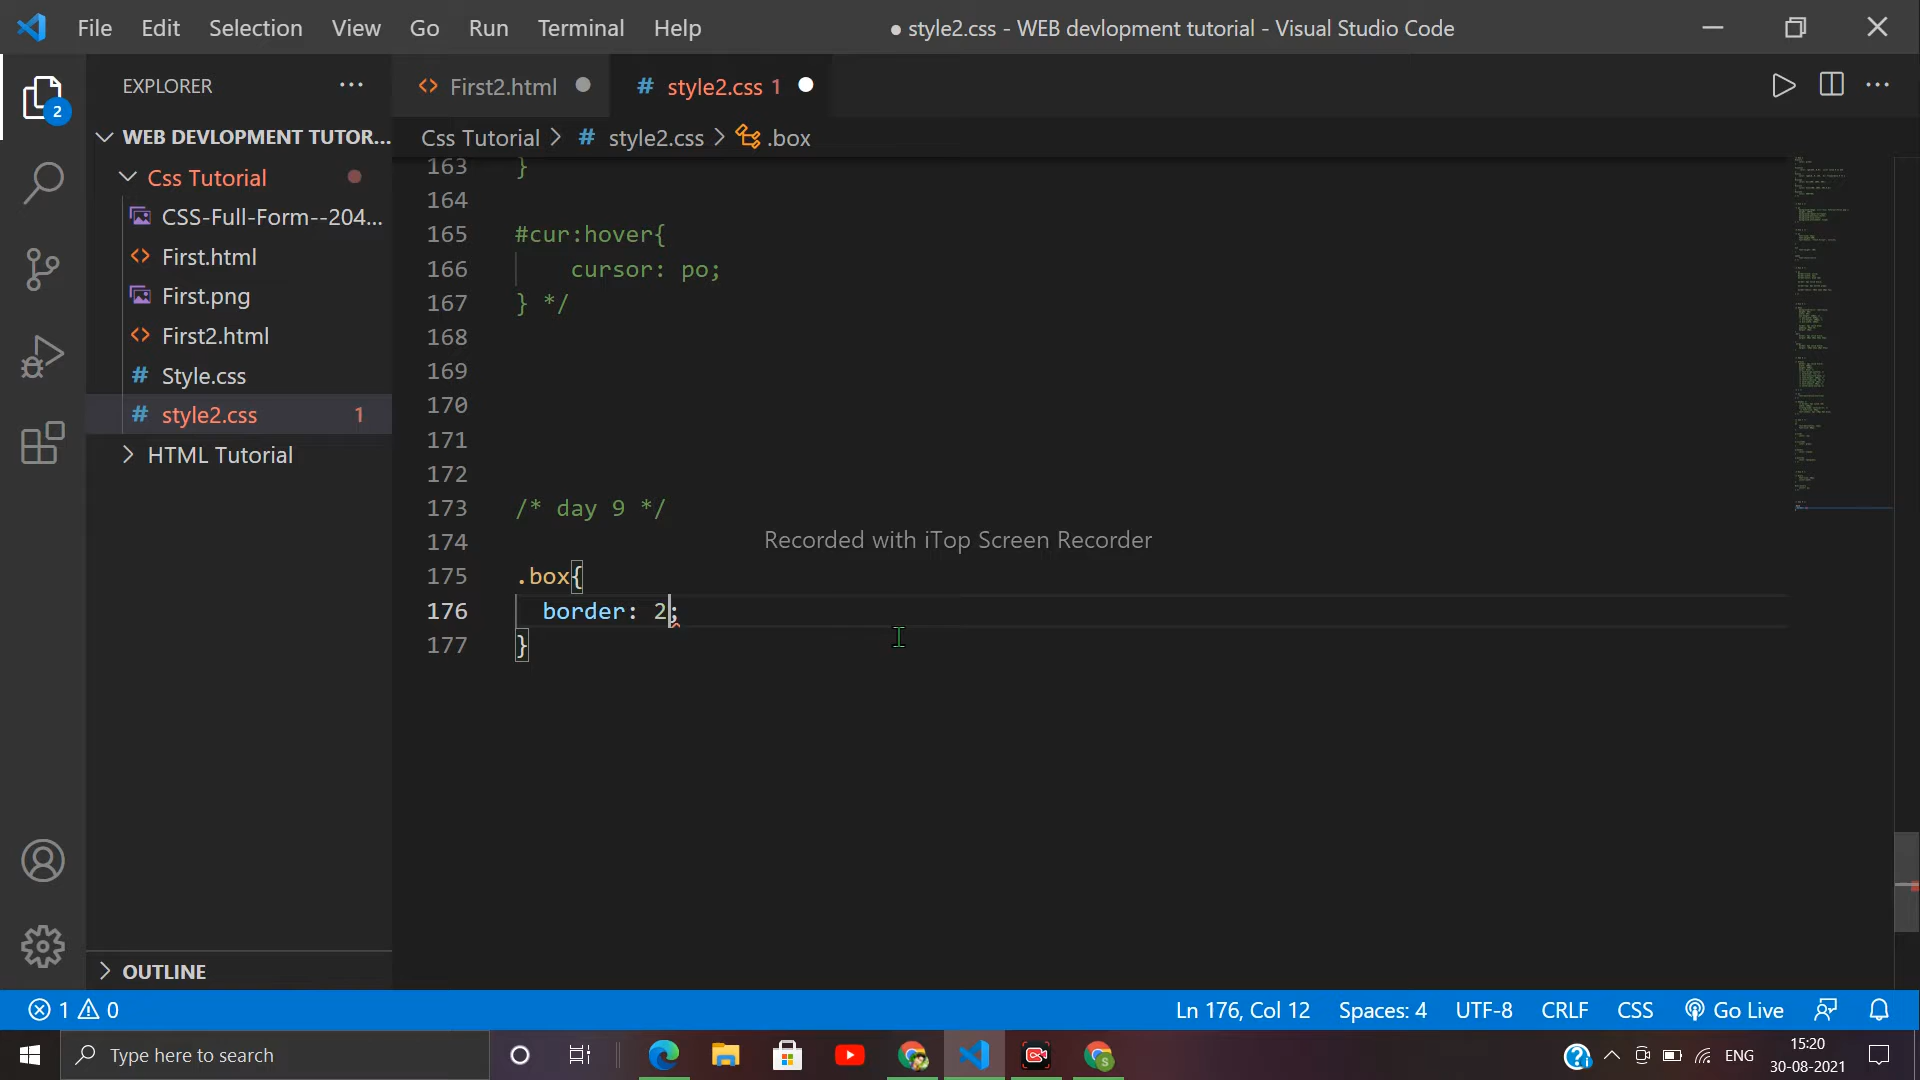 File Edit Selection View Go Run Terminal Help
● style2.css - WEB devlopment tutorial - Visual Studio Code
2
EXPLORER ...
WEB DEVLOPMENT TUTOR...
Css Tutorial
CSS-Full-Form--204...
First.html
First.png
First2.html
# Style.css
# style2.css 1
HTML Tutorial
OUTLINE
<> First2.html
# style2.css 1
Css Tutorial > # style2.css > .box
163 }
164
165 #cur:hover{
166 cursor: po;
167 } */
168
169
170
171
172
173 /* day 9 */
174
Recorded with iTop Screen Recorder
175 .box{
176 border: 2;
177 }
1 0
Ln 176, Col 12 Spaces: 4 UTF-8 CRLF CSS Go Live
Type here to search
ENG
15:20
30-08-2021